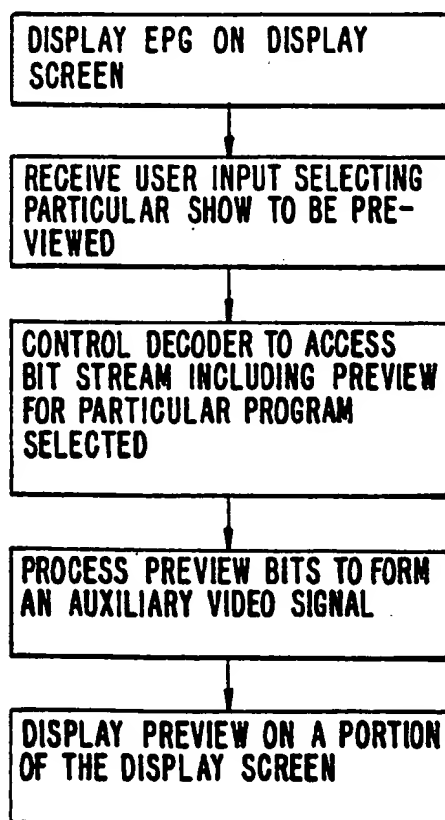 DISPLAY EPG ON DISPLAY
SCREEN
RECEIVE USER INPUT SELECTING
PARTICULAR SHOW TO BE PRE-
VIEWED
CONTROL DECODER TO ACCESS
BIT STREAM INCLUDING PREVIEW
FOR PARTICULAR PROGRAM
SELECTED
PROCESS PREVIEW BITS TO FORM
AN AUXILIARY VIDEO SIGNAL
DISPLAY PREVIEW ON A PORTION
OF THE DISPLAY SCREEN